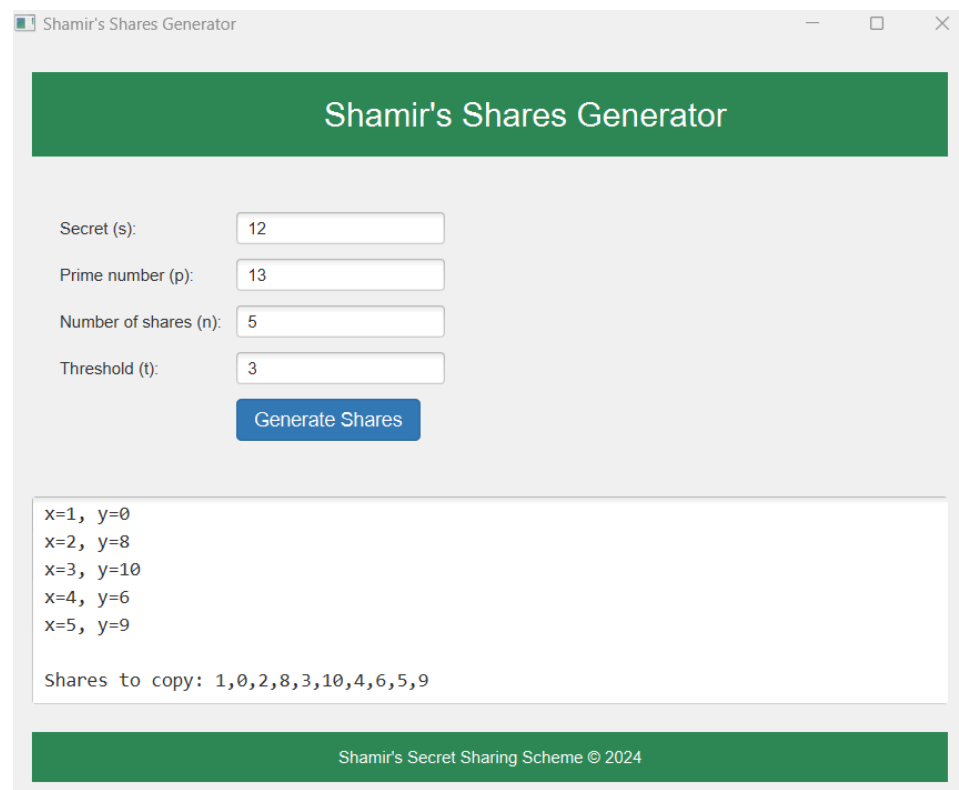 Shamir's Shares Generator
Shamir's Shares Generator
Secret (s): 12
Prime number (p): 13
Number of shares (n): 5
Threshold (t): 3
Generate Shares
x=1, y=0
x=2, y=8
x=3, y=10
x=4, y=6
x=5, y=9
Shares to copy: 1,0,2,8,3,10,4,6,5,9
Shamir's Secret Sharing Scheme © 2024